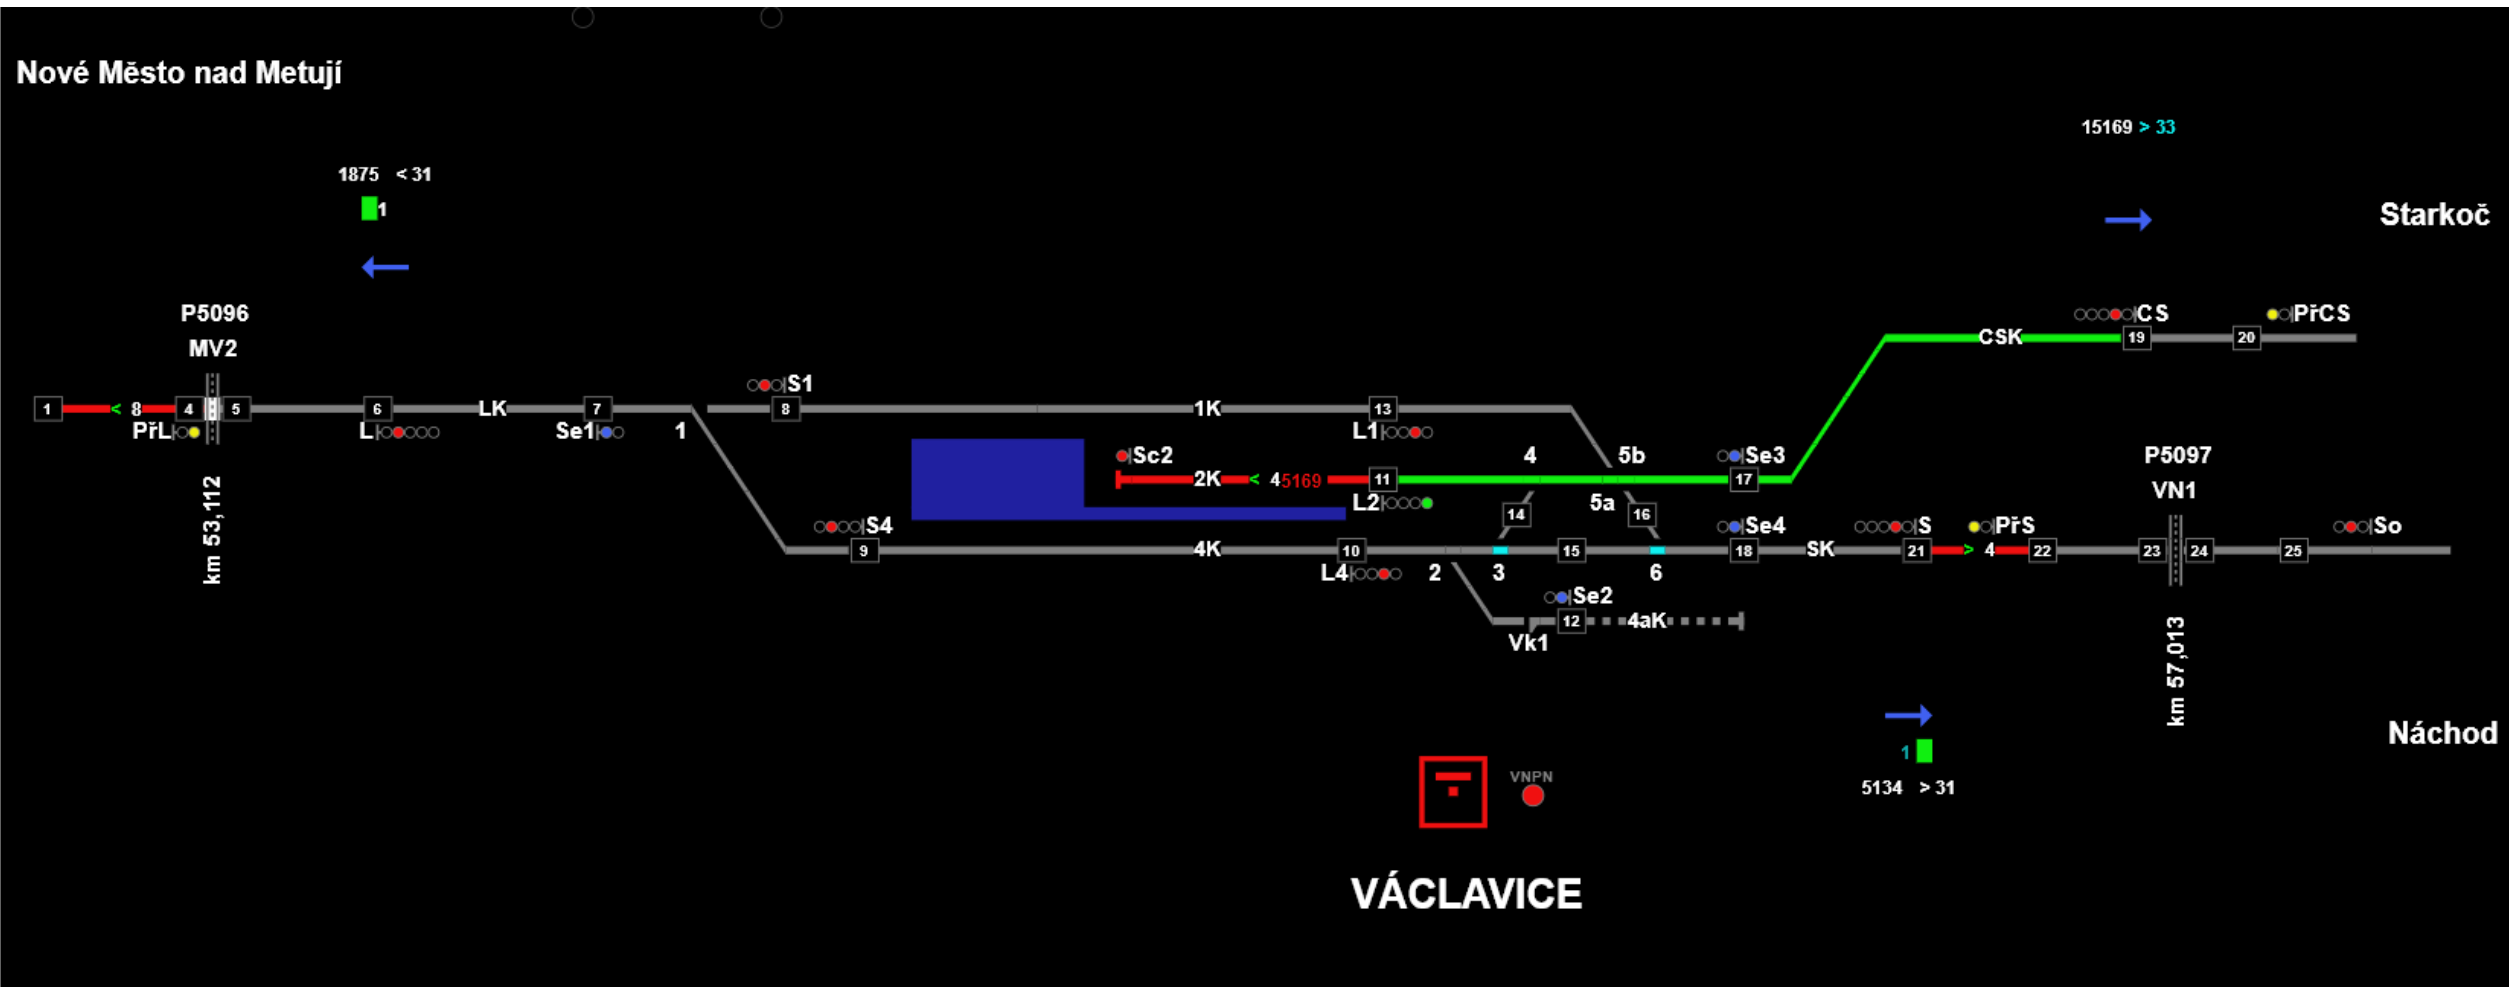 Nové Město nad Metují
15169 > 33
1875 < 31
1
Starkoč
P5096
MV2
CS
PřCS
CSK
19
20
S1
1
< 8
4
5
6
LK
7
8
1K
13
PřL
L
Se1
1
L1
Sc2
4
5b
Se3
P5097
VN1
2K
< 45169
11
17
L2
5a
14
16
km 53,112
S4
Se4
S
PřS
So
9
4K
10
15
18
SK
21
> 4
22
23
24
25
L4
2
3
6
Se2
12
4aK
Vk1
km 57,013
Náchod
1
VNPN
5134 > 31
VÁCLAVICE